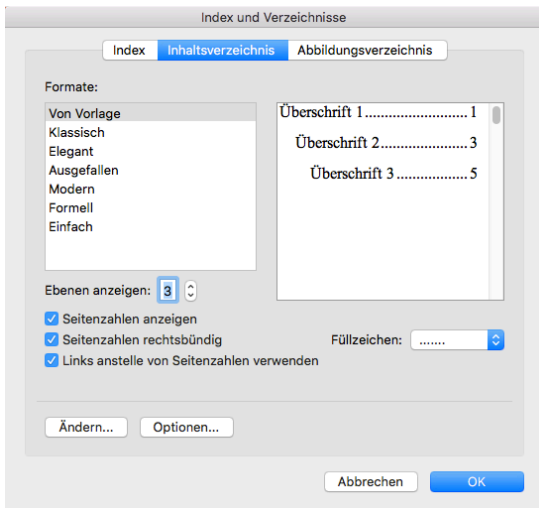 Index und Verzeichnisse
Index Inhaltsverzeichnis Abbildungsverzeichnis
Formate:
Von Vorlage
Klassisch
Elegant
Ausgefallen
Modern
Formell
Einfach
Überschrift 1.......................... 1
Überschrift 2....................... 3
Überschrift 3.................. 5
Ebenen anzeigen: 3
Seitenzahlen anzeigen
Seitenzahlen rechtsbündig
Füllzeichen: .......
Links anstelle von Seitenzahlen verwenden
Ändern... Optionen...
Abbrechen OK